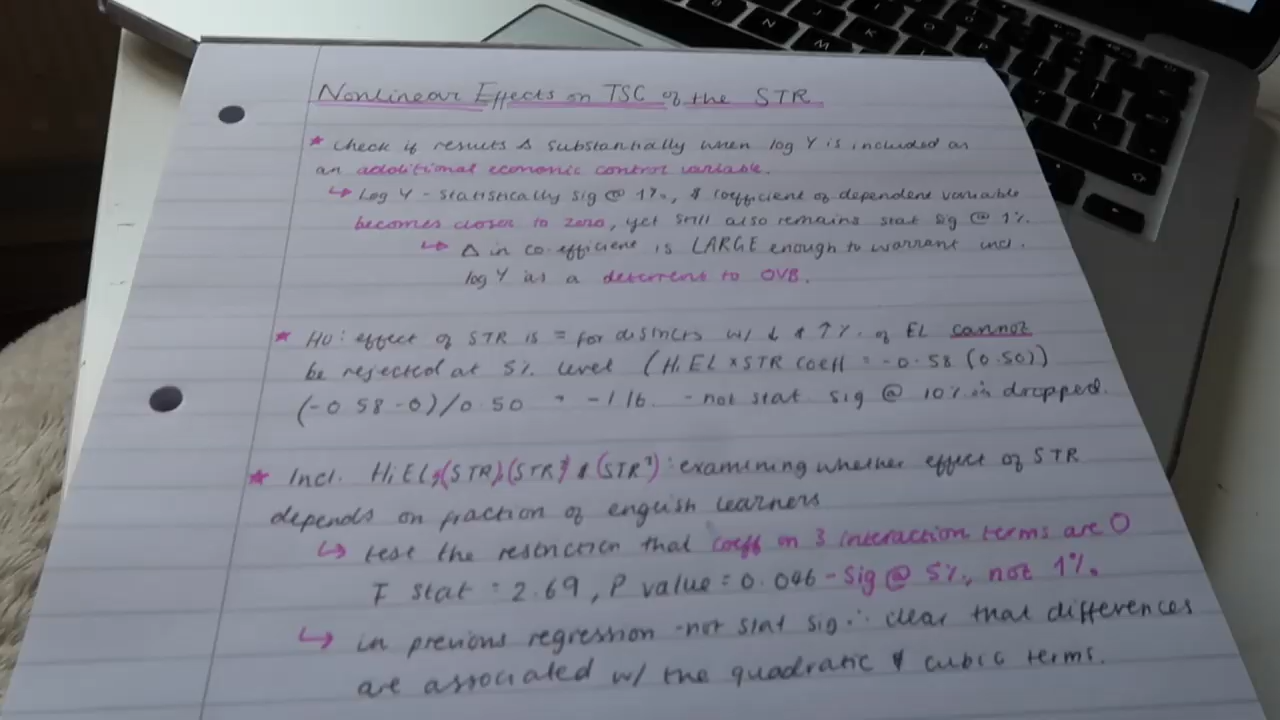 Nonlinear Effects on TSC of the STR
* Check if results Δ substantially when log Y is included as
an additional economic control variable.
↳ Log Y - statistically sig @ 1%, & coefficient of dependent variable
becomes closer to zero, yet still also remains stat sig @ 1%.
↳ Δ in co-efficient is LARGE enough to warrant incl.
log Y as a deterrent to OVB.
* H0: effect of STR is = for districts w/ ↓ & ↑ % of EL cannot
be rejected at 5% level (HiEL × STR coeff = -0.58 (0.50))
(-0.58-0)/0.50 = -1.16. - not stat sig @ 10% is dropped.
* Incl. HiEL,(STR),(STR²) & (STR³): examining whether effect of STR
depends on fraction of english learners
↳ test the restriction that coeff on 3 interaction terms are 0
F stat = 2.69, P value = 0.046 - Sig @ 5%, not 1%.
↳ in previous regression - not stat sig ∴ clear that differences
are associated w/ the quadratic & cubic terms.
N
J
M
K
O
P